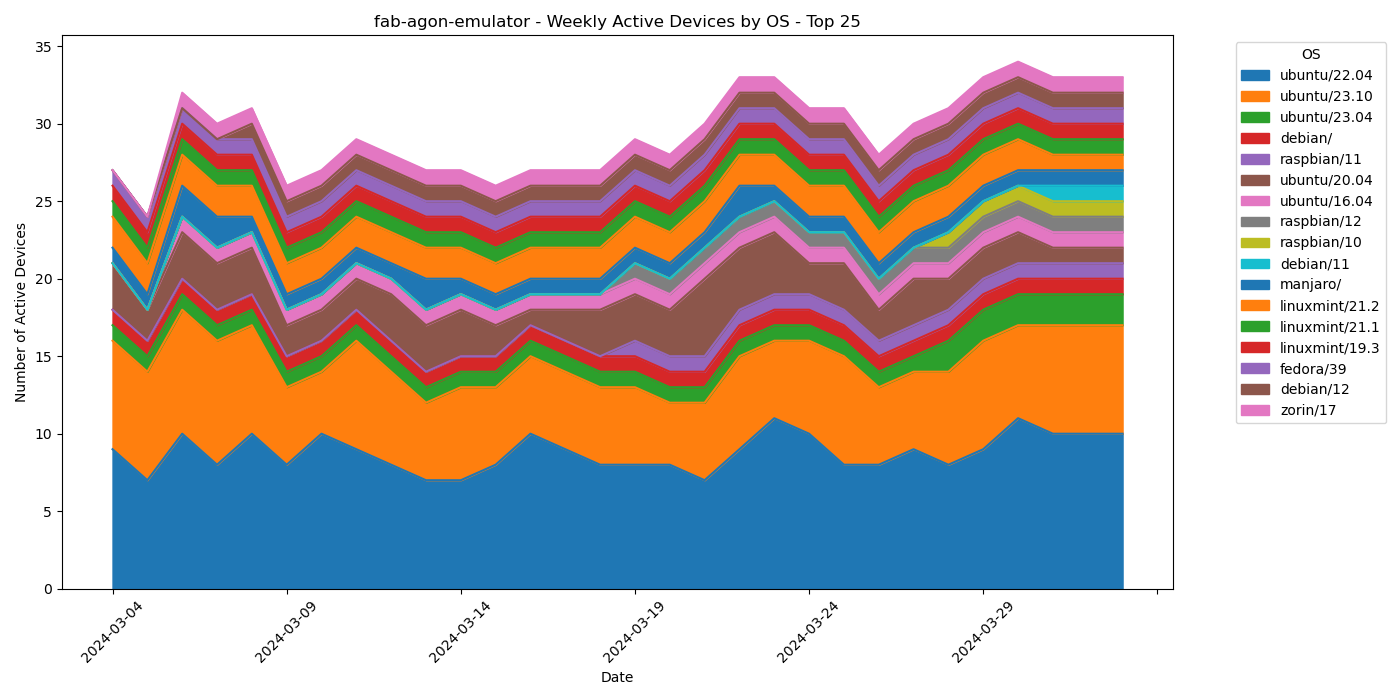 fab-agon-emulator - Weekly Active Devices by OS - Top 25
35
30
25
20
15
10
5
0
Number of Active Devices
2024-03-04
2024-03-09
2024-03-14
2024-03-19
2024-03-24
2024-03-29
Date
OS
ubuntu/22.04
ubuntu/23.10
ubuntu/23.04
debian/
raspbian/11
ubuntu/20.04
ubuntu/16.04
raspbian/12
raspbian/10
debian/11
manjaro/
linuxmint/21.2
linuxmint/21.1
linuxmint/19.3
fedora/39
debian/12
zorin/17